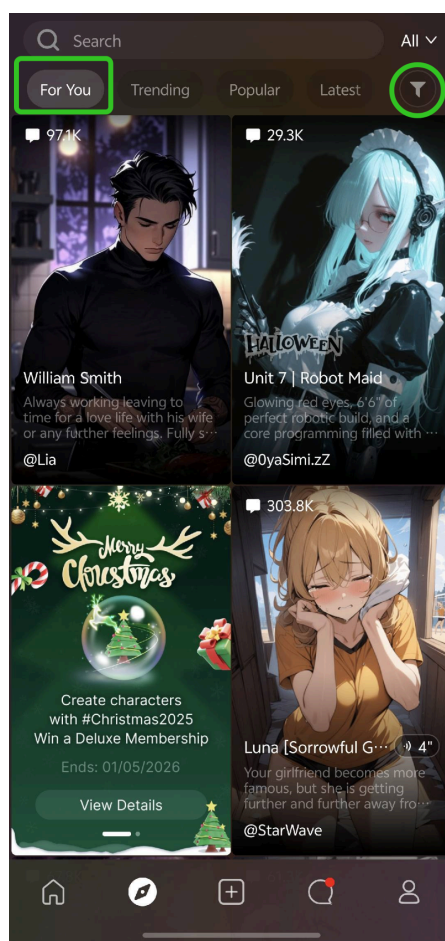 Search
All
For You
Trending
Popular
Latest
97.1K
29.3K
HALLOWEEN
William Smith
Always working leaving to
time for a love life with his wife
or any further feelings. Fully s···
@Lia
Unit 7 | Robot Maid
Glowing red eyes, 6'6" of
perfect robotic build, and a
core programming filled with ···
@0yaSimi.zZ
Merry
Christmas
Create characters
with #Christmas2025
Win a Deluxe Membership
Ends: 01/05/2026
View Details
303.8K
Luna [Sorrowful G··· 4"
Your girlfriend becomes more
famous, but she is getting
further and further away fro···
@StarWave